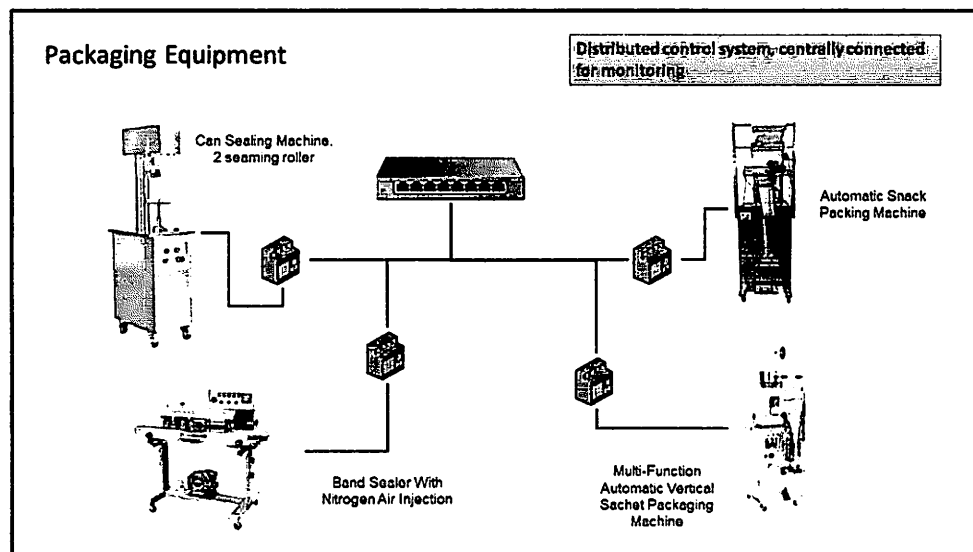 Packaging Equipment
Distributed control system, centrally connected
for monitoring
Can Sealing Machine.
2 seaming roller
Automatic Snack
Packing Machine
Band Sealer With
Nitrogen Air Injection
Multi-Function
Automatic Vertical
Sachet Packaging
Machine